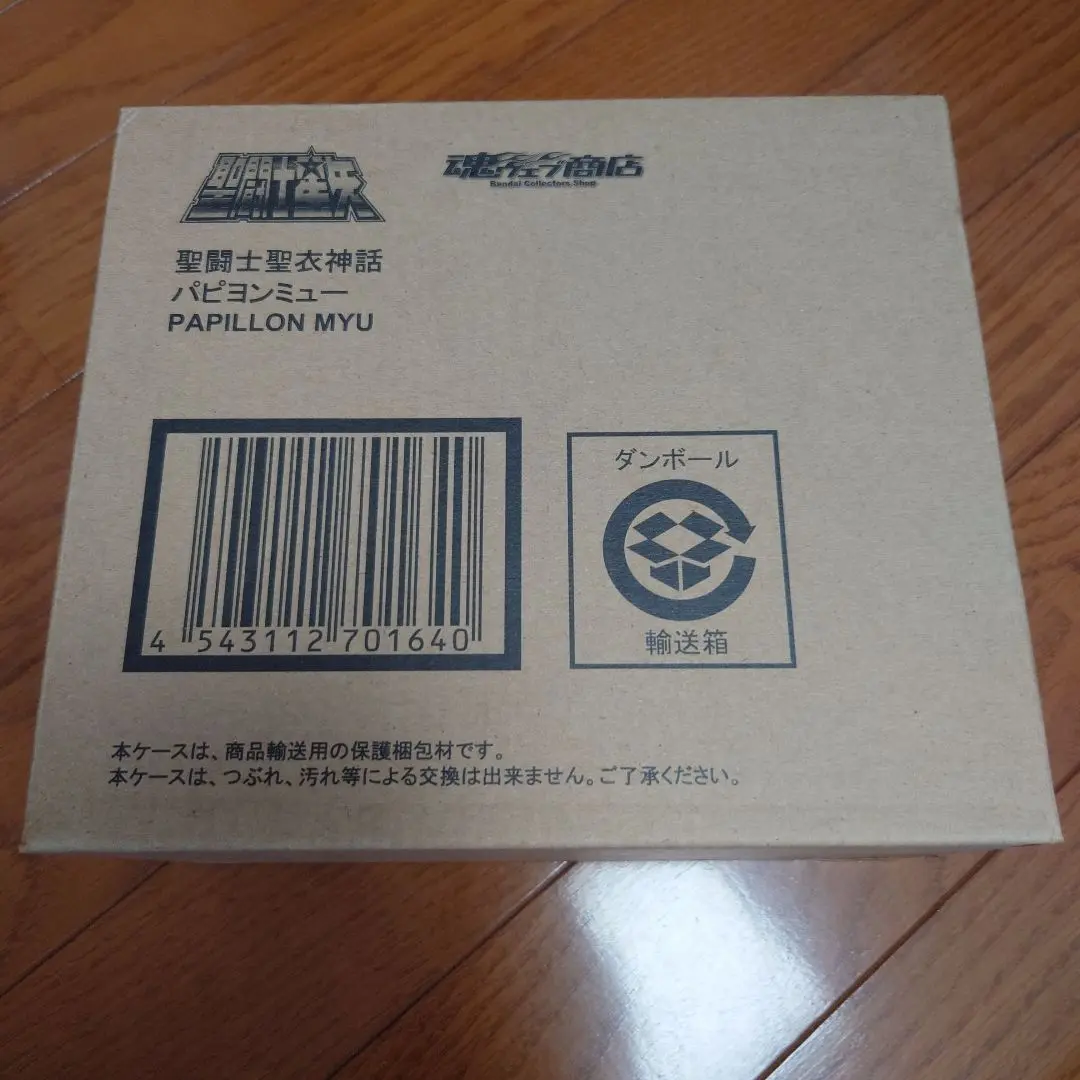 聖闘士星矢
魂ウェブ商店
Bandai Collectors Shop
聖闘士聖衣神話
パピヨンミュー
PAPILLON MYU
ダンボール
4 543112 701640
輸送箱
本ケースは、商品輸送用の保護梱包材です。
本ケースは、つぶれ、汚れ等による交換は出来ません。ご了承ください。